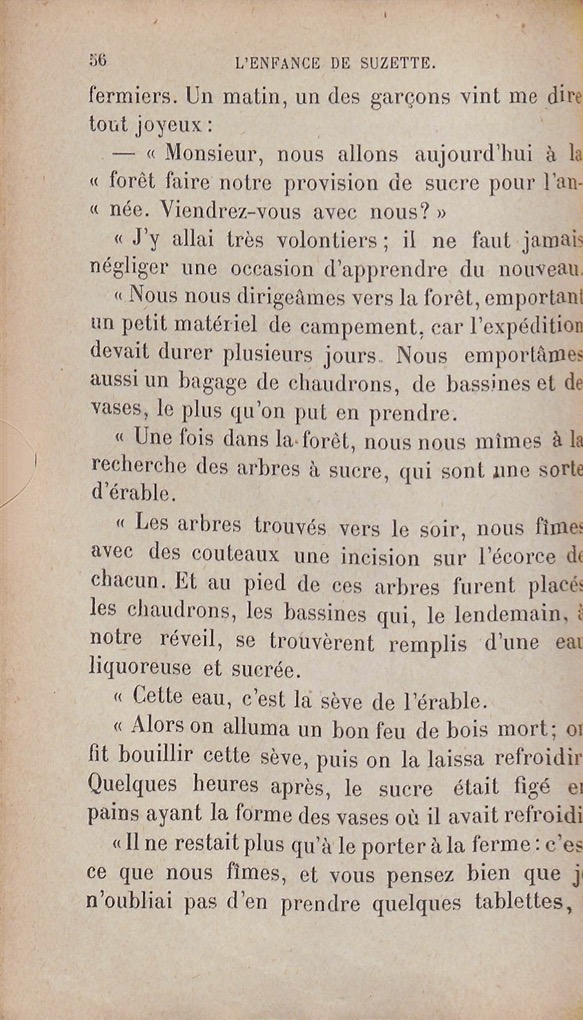 56 L'ENFANCE DE SUZETTE.
fermiers. Un matin, un des garçons vint me dire
tout joyeux :
— « Monsieur, nous allons aujourd'hui à la
« forêt faire notre provision de sucre pour l'an-
« née. Viendrez-vous avec nous? »
« J'y allai très volontiers ; il ne faut jamais
négliger une occasion d'apprendre du nouveau.
« Nous nous dirigeâmes vers la forêt, emportant
un petit matériel de campement, car l'expédition
devait durer plusieurs jours. Nous emportâmes
aussi un bagage de chaudrons, de bassines et de
vases, le plus qu'on put en prendre.
« Une fois dans la forêt, nous nous mîmes à la
recherche des arbres à sucre, qui sont une sorte
d'érable.
« Les arbres trouvés vers le soir, nous fîmes
avec des couteaux une incision sur l'écorce de
chacun. Et au pied de ces arbres furent placés
les chaudrons, les bassines qui, le lendemain, à
notre réveil, se trouvèrent remplis d'une eau
liquoreuse et sucrée.
« Cette eau, c'est la sève de l'érable.
« Alors on alluma un bon feu de bois mort; on
fit bouillir cette sève, puis on la laissa refroidir
Quelques heures après, le sucre était figé en
pains ayant la forme des vases où il avait refroidi
« Il ne restait plus qu'à le porter à la ferme : c'es
ce que nous fîmes, et vous pensez bien que j
n'oubliai pas d'en prendre quelques tablettes,